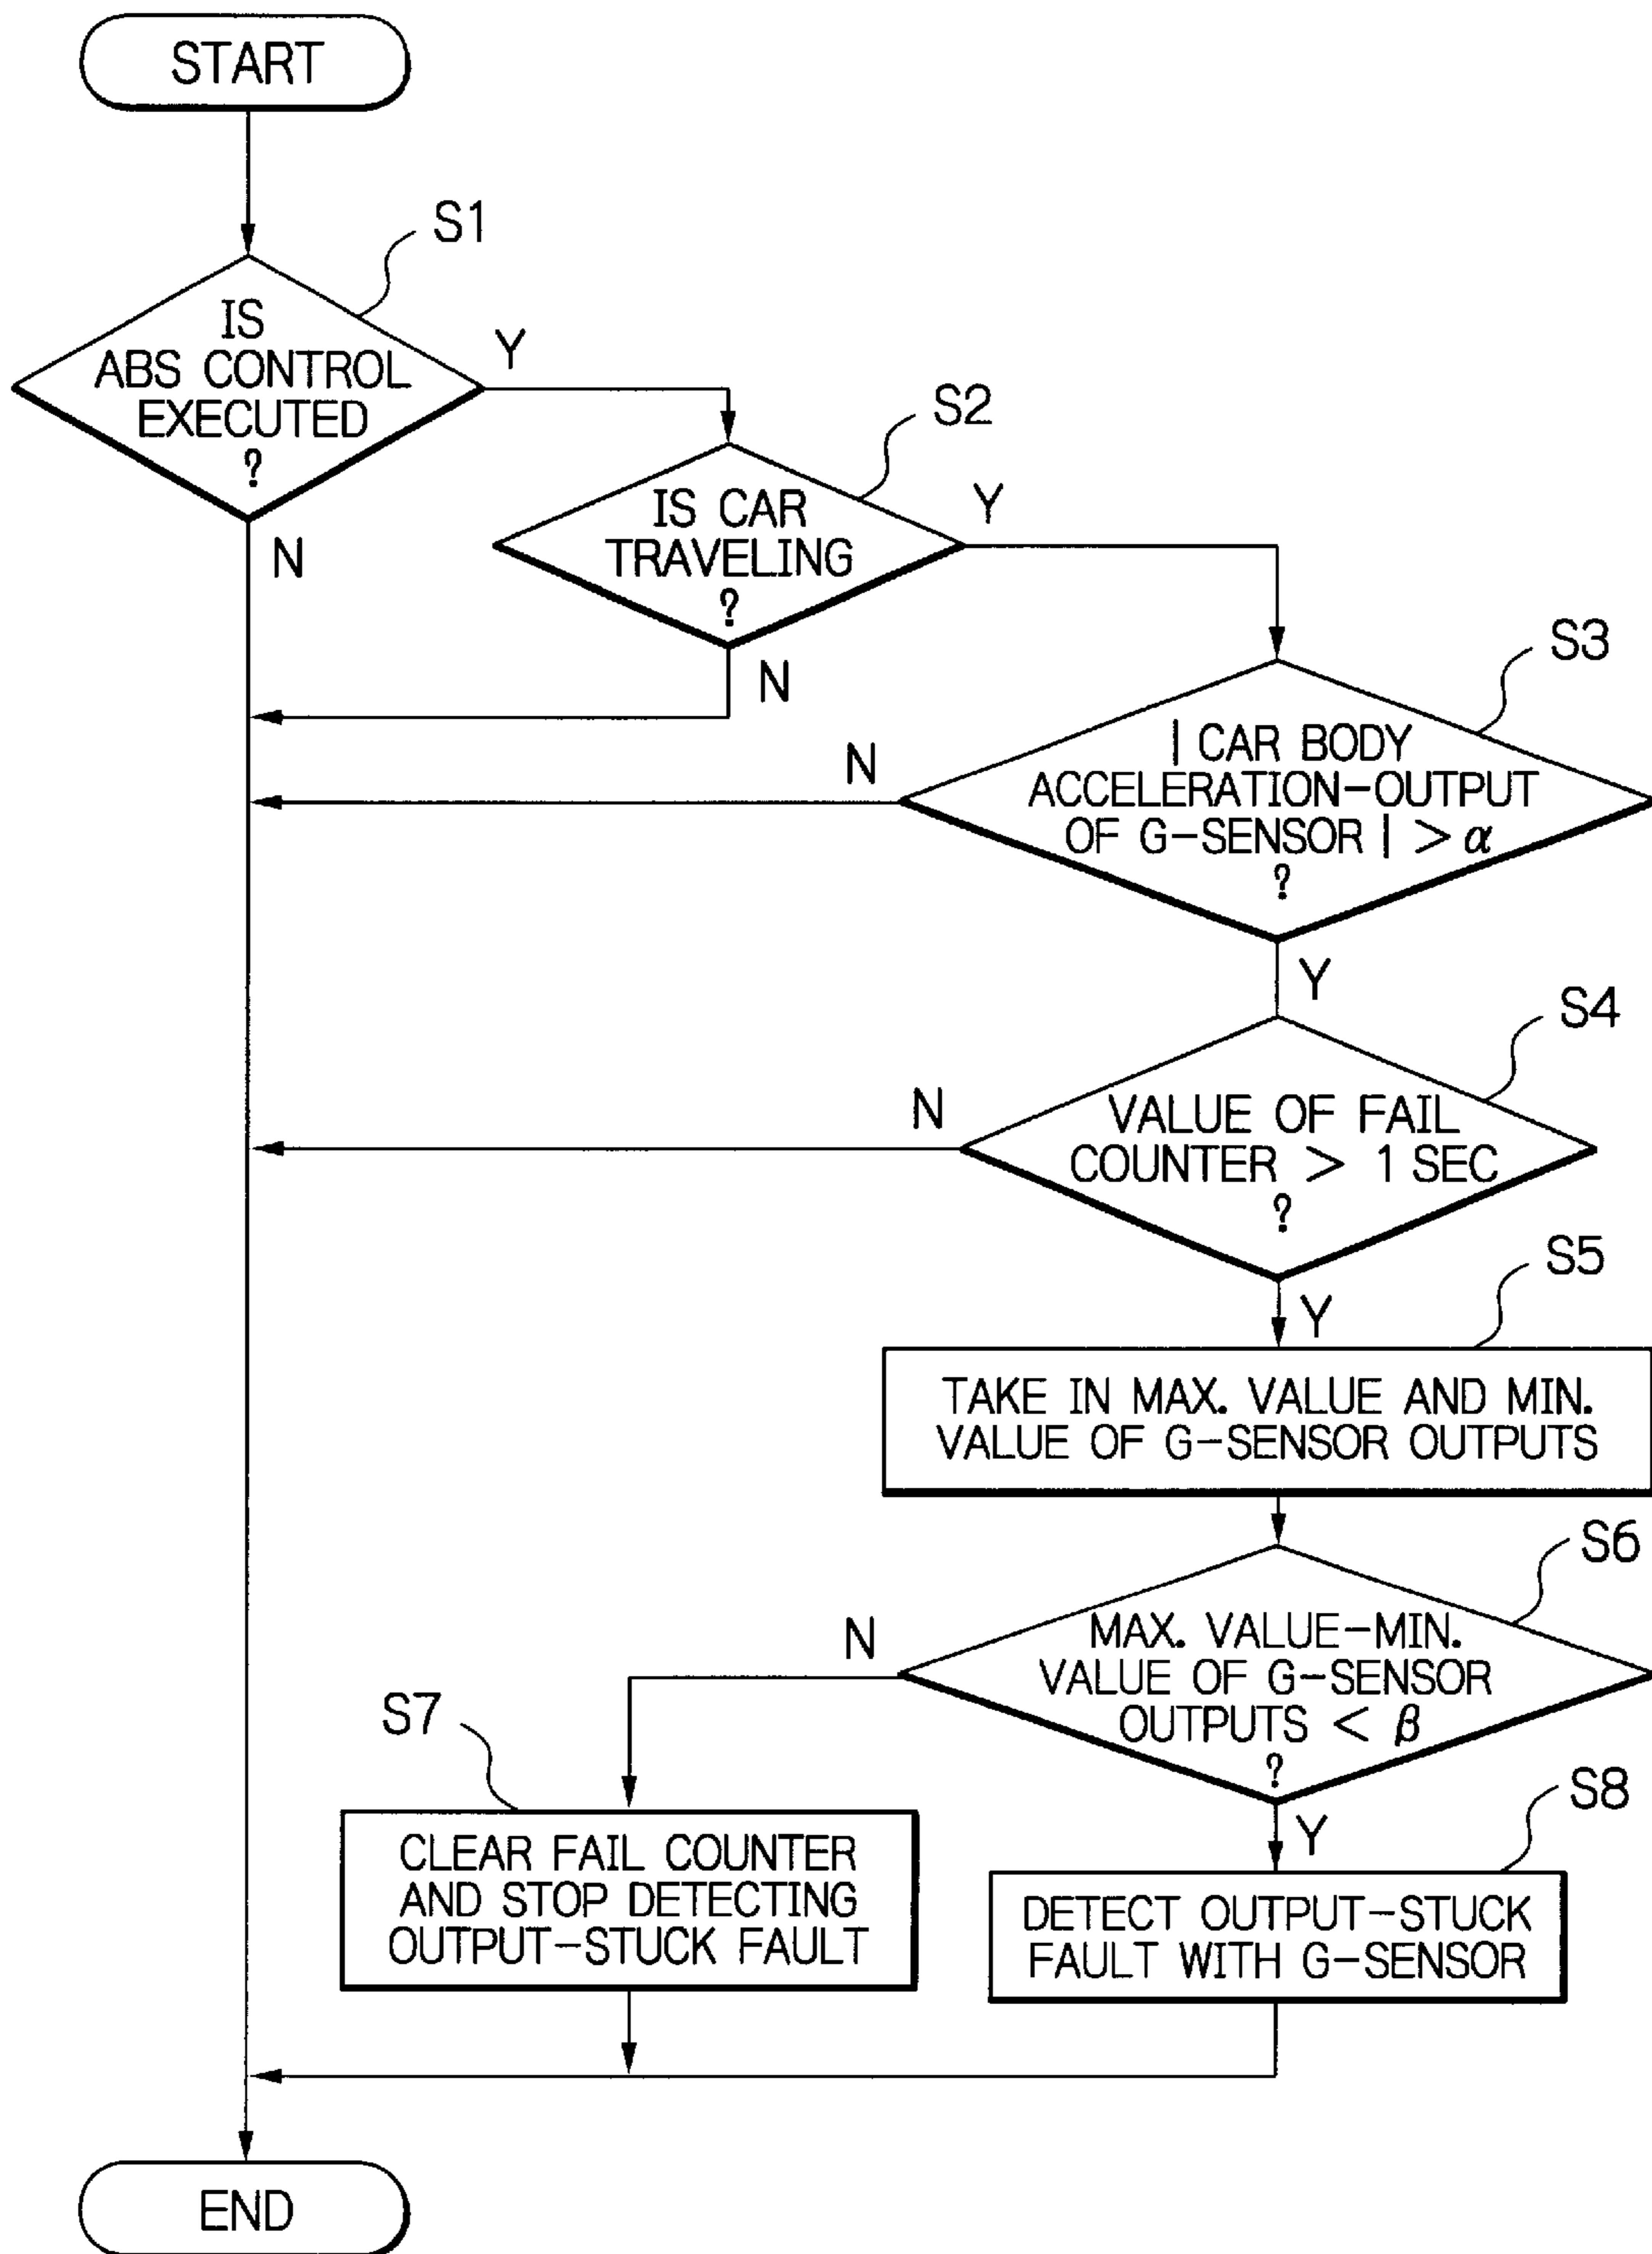 START
S1
IS
ABS CONTROL
EXECUTED
?
Y
N
S2
IS CAR
TRAVELING
?
Y
N
S3
| CAR BODY
ACCELERATION-OUTPUT
OF G-SENSOR | > α
?
N
Y
S4
VALUE OF FAIL
COUNTER > 1 SEC
?
N
Y
S5
TAKE IN MAX. VALUE AND MIN.
VALUE OF G-SENSOR OUTPUTS
S6
MAX. VALUE-MIN.
VALUE OF G-SENSOR
OUTPUTS < β
?
N
Y
S7
CLEAR FAIL COUNTER
AND STOP DETECTING
OUTPUT-STUCK FAULT
S8
DETECT OUTPUT-STUCK
FAULT WITH G-SENSOR
END